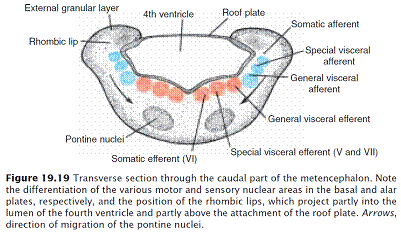 External granular layer
4th ventricle
Roof plate
Somatic afferent
Rhombic lip
Special visceral
afferent
General visceral
afferent
General visceral efferent
Pontine nuclei
Special visceral efferent (V and VII)
Somatic efferent (VI)
Figure 19.19 Transverse section through the caudal part of the metencephalon. Note
the differentiation of the various motor and sensory nuclear areas in the basal and alar
plates, respectively, and the position of the rhombic lips, which project partly into the
lumen of the fourth ventricle and partly above the attachment of the roof plate. Arrows,
direction of migration of the pontine nuclei.